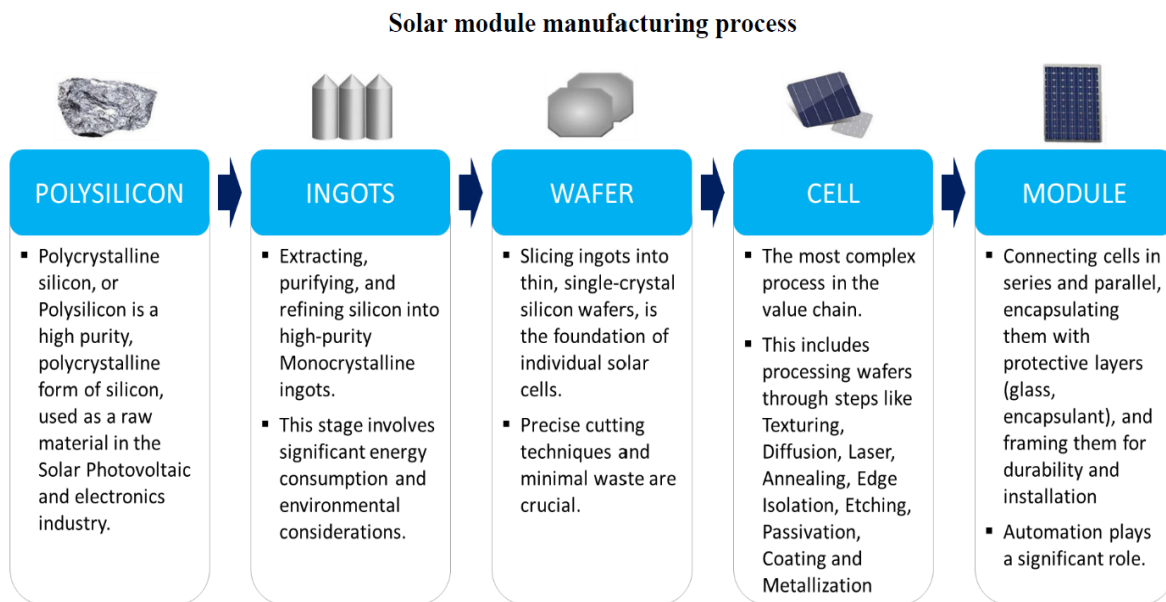 Solar module manufacturing process
POLYSILICON
▪ Polycrystalline
silicon, or
Polysilicon is a
high purity,
polycrystalline
form of silicon,
used as a raw
material in the
Solar Photovoltaic
and electronics
industry.
INGOTS
▪ Extracting,
purifying, and
refining silicon into
high-purity
Monocrystalline
ingots.
▪ This stage involves
significant energy
consumption and
environmental
considerations.
WAFER
▪ Slicing ingots into
thin, single-crystal
silicon wafers, is
the foundation of
individual solar
cells.
▪ Precise cutting
techniques and
minimal waste are
crucial.
CELL
▪ The most complex
process in the
value chain.
▪ This includes
processing wafers
through steps like
Texturing,
Diffusion, Laser,
Annealing, Edge
Isolation, Etching,
Passivation,
Coating and
Metallization
MODULE
▪ Connecting cells in
series and parallel,
encapsulating
them with
protective layers
(glass,
encapsulant), and
framing them for
durability and
installation
▪ Automation plays
a significant role.